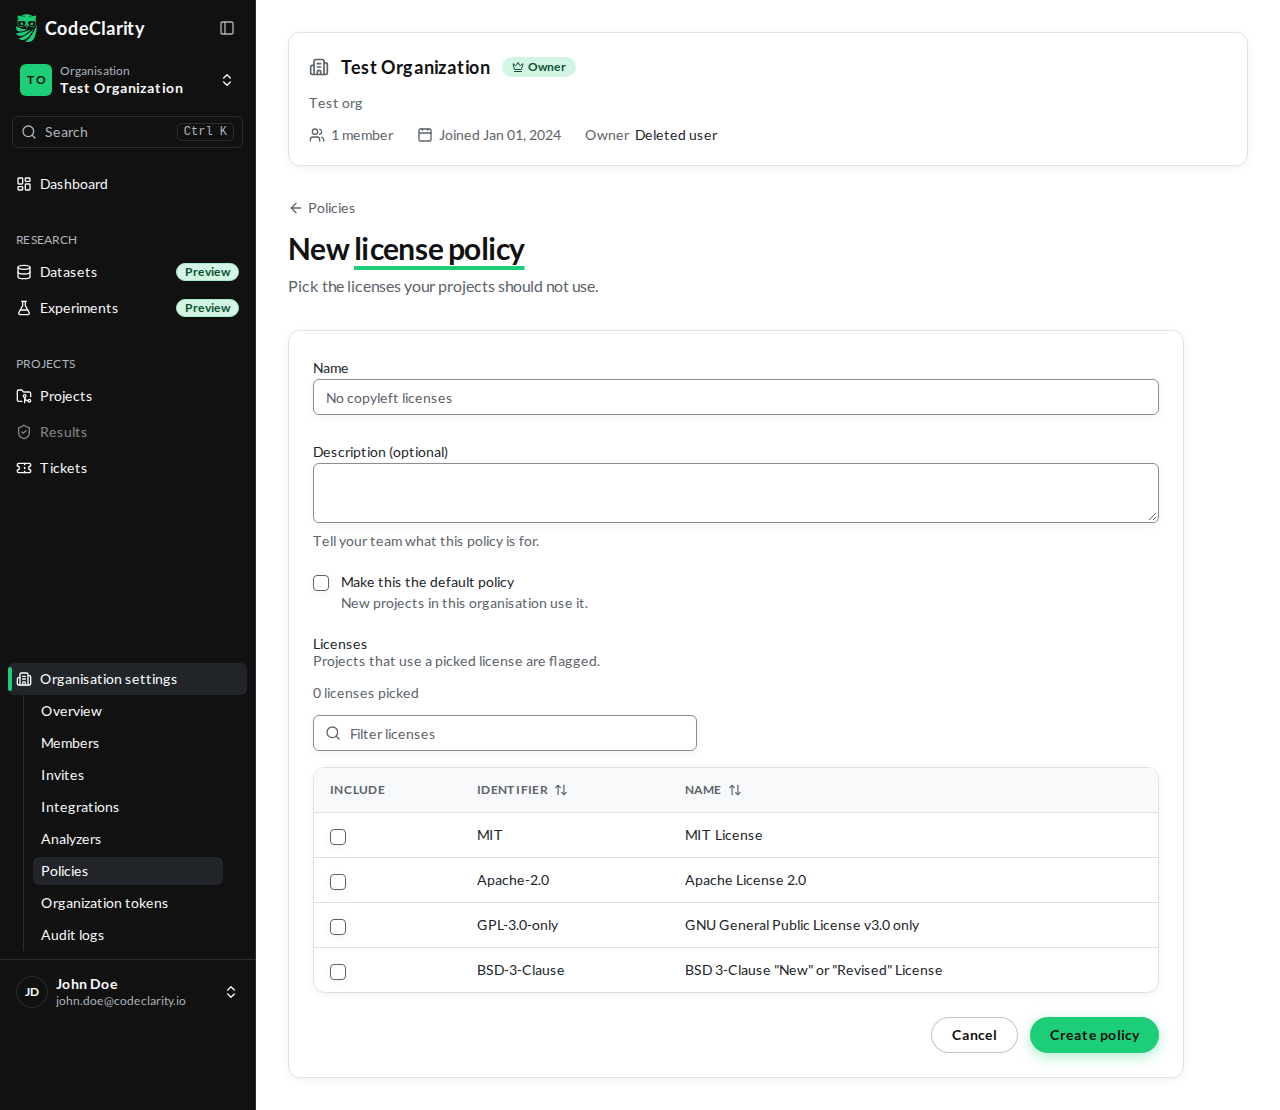 CodeClarity
TO
Organisation
Test Organization
Search
Ctrl K
Dashboard
RESEARCH
Datasets
Preview
Experiments
Preview
PROJECTS
Projects
Results
Tickets
Organisation settings
Overview
Members
Invites
Integrations
Analyzers
Policies
Organization tokens
Audit logs
JD
John Doe
john.doe@codeclarity.io
Test Organization
Owner
Test org
1 member
Joined Jan 01, 2024
Owner Deleted user
Policies
New license policy
Pick the licenses your projects should not use.
Name
No copyleft licenses
Description (optional)
Tell your team what this policy is for.
Make this the default policy
New projects in this organisation use it.
Licenses
Projects that use a picked license are flagged.
0 licenses picked
Filter licenses
INCLUDE IDENTIFIER NAME
MIT MIT License
Apache-2.0 Apache License 2.0
GPL-3.0-only GNU General Public License v3.0 only
BSD-3-Clause BSD 3-Clause "New" or "Revised" License
Cancel
Create policy